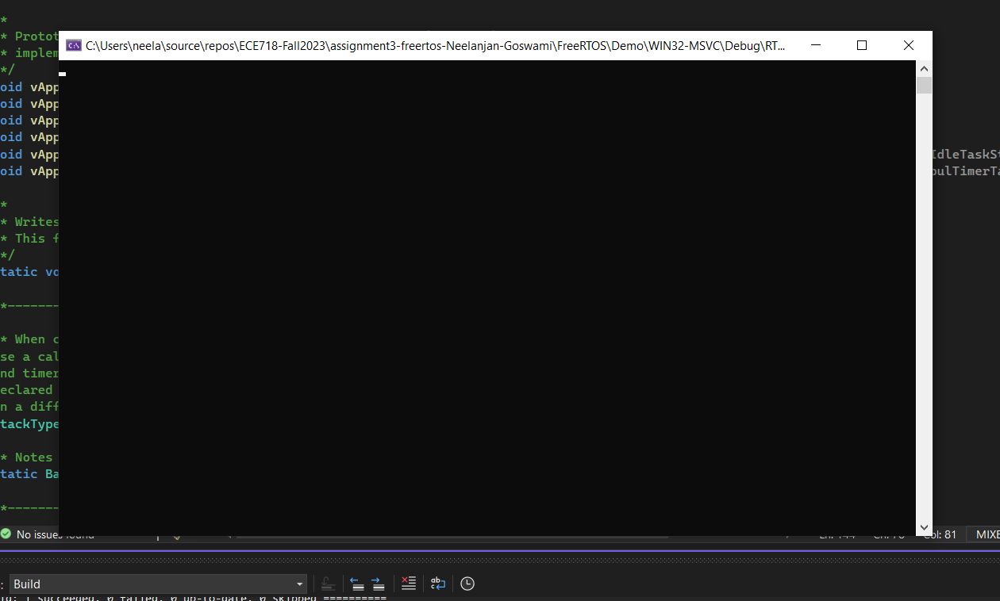 *
* Protot
C:\Users\neela\source\repos\ECE718-Fall2023\assignment3-freertos-Neelanjan-Goswami\FreeRTOS\Demo\WIN32-MSVC\Debug\RT...
* implem
*/
oid vApp
oid vApp
oid vApp
oid vApp
oid vApp IdleTaskSt
oid vApp pulTimerTa
*
* Writes
* This f
*/
tatic vo
*-------
* When c
se a cal
nd timer
eclared
n a diff
tackType
* Notes
tatic Ba
*-------
No issues found Ln: 144 Ch: 78 Col: 81 MIXE
: Build
1 succeeded, 0 failed, 0 up-to-date, 0 skipped ==========